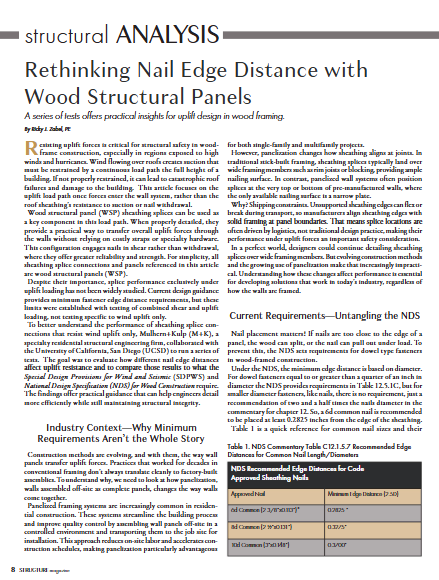 structural ANALYSIS
Rethinking Nail Edge Distance with
Wood Structural Panels
A series of tests offers practical insights for uplift design in wood framing.
By Ricky J. Zabel, PE
Resisting uplift forces is critical for structural safety in wood-
frame construction, especially in regions exposed to high
winds and hurricanes. Wind flowing over roofs creates suction that
must be restrained by a continuous load path the full height of a
building. If not properly restrained, it can lead to catastrophic roof
failures and damage to the building. This article focuses on the
uplift load path once forces enter the wall system, rather than the
roof sheathing's resistance to suction or nail withdrawal.
Wood structural panel (WSP) sheathing splices can be used as
a key component in this load path. When properly detailed, they
provide a practical way to transfer overall uplift forces through
the walls without relying on costly straps or specialty hardware.
This configuration engages nails in shear rather than withdrawal,
where they offer greater reliability and strength. For simplicity, all
sheathing splice connections and panels referenced in this article
are wood structural panels (WSP).
Despite their importance, splice performance exclusively under
uplift loading has not been widely studied. Current design guidance
provides minimum fastener edge distance requirements, but these
limits were established with testing of combined shear and uplift
loading, not testing specific to wind uplift only.
To better understand the performance of sheathing splice con-
nections that resist wind uplift only, Mulhern+Kulp (M+K), a
specialty residential structural engineering firm, collaborated with
the University of California, San Diego (UCSD) to run a series of
tests. The goal was to evaluate how different nail edge distances
affect uplift resistance and to compare those results to what the
Special Design Provisions for Wind and Seismic (SDPWS) and
National Design Specification (NDS) for Wood Construction require.
The findings offer practical guidance that can help engineers detail
more efficiently while still maintaining structural integrity.
Industry Context—Why Minimum
Requirements Aren't the Whole Story
Construction methods are evolving, and with them, the way wall
panels transfer uplift forces. Practices that worked for decades in
conventional framing don't always translate cleanly to factory-built
assemblies. To understand why, we need to look at how panelization,
walls assembled off-site as complete panels, changes the way walls
come together.
Panelized framing systems are increasingly common in residen-
tial construction. These systems streamline the building process
and improve quality control by assembling wall panels off-site in a
controlled environment and transporting them to the job site for
installation. This approach reduces on-site labor and accelerates con-
struction schedules, making panelization particularly advantageous
for both single-family and multifamily projects.
However, panelization changes how sheathing aligns at joints. In
traditional stick-built framing, sheathing splices typically land over
wide framing members such as rim joists or blocking, providing ample
nailing surface. In contrast, panelized wall systems often position
splices at the very top or bottom of pre-manufactured walls, where
the only available nailing surface is a narrow plate.
Why? Shipping constraints. Unsupported sheathing edges can flex or
break during transport, so manufacturers align sheathing edges with
solid framing at panel boundaries. That means splice locations are
often driven by logistics, not traditional design practice, making their
performance under uplift forces an important safety consideration.
In a perfect world, designers could continue detailing sheathing
splices over wide framing members. But evolving construction methods
and the growing use of panelization make that increasingly impracti-
cal. Understanding how these changes affect performance is essential
for developing solutions that work in today's industry, regardless of
how the walls are framed.
Current Requirements—Untangling the NDS
Nail placement matters! If nails are too close to the edge of a
panel, the wood can split, or the nail can pull out under load. To
prevent this, the NDS sets requirements for dowel type fasteners
in wood-framed construction.
Under the NDS, the minimum edge distance is based on diameter.
For dowel fasteners equal to or greater than a quarter of an inch in
diameter the NDS provides requirements in Table 12.5.1C, but for
smaller diameter fasteners, like nails, there is no requirement, just a
recommendation of two and a half times the nails diameter in the
commentary for chapter 12. So, a 6d common nail is recommended
to be placed at least 0.2825 inches from the edge of the sheathing.
Table 1 is a quick reference for common nail sizes and their
Table 1. NDS Commentary Table C12.1.5.7 Recommended Edge
Distances for Common Nail Length/Diameters
NDS Recommended Edge Distances for Code
Approved Sheathing Nails
Approved Nail
Minimum Edge Distance (2.5D)
0.2825"
0.3275"
0.3700"
8 STRUCTURE magazine